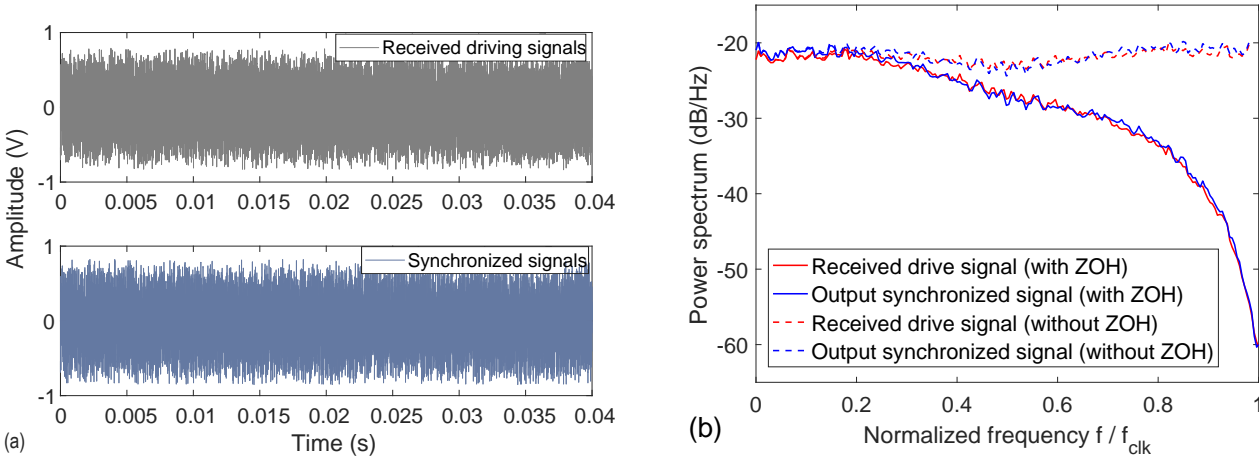 1
0
-1
Received driving signals
0 0.005 0.01 0.015 0.02 0.025 0.03 0.035 0.04
Amplitude (V)
1
0
-1
Synchronized signals
0 0.005 0.01 0.015 0.02 0.025 0.03 0.035 0.04
Time (s)
(a)
-10
-20
-30
-40
-50
-60
Power spectrum (dB/Hz)
Received drive signal (with ZOH)
Output synchronized signal (with ZOH)
Received drive signal (without ZOH)
Output synchronized signal (without ZOH)
0 0.2 0.4 0.6 0.8 1
Normalized frequency f / fclk
(b)